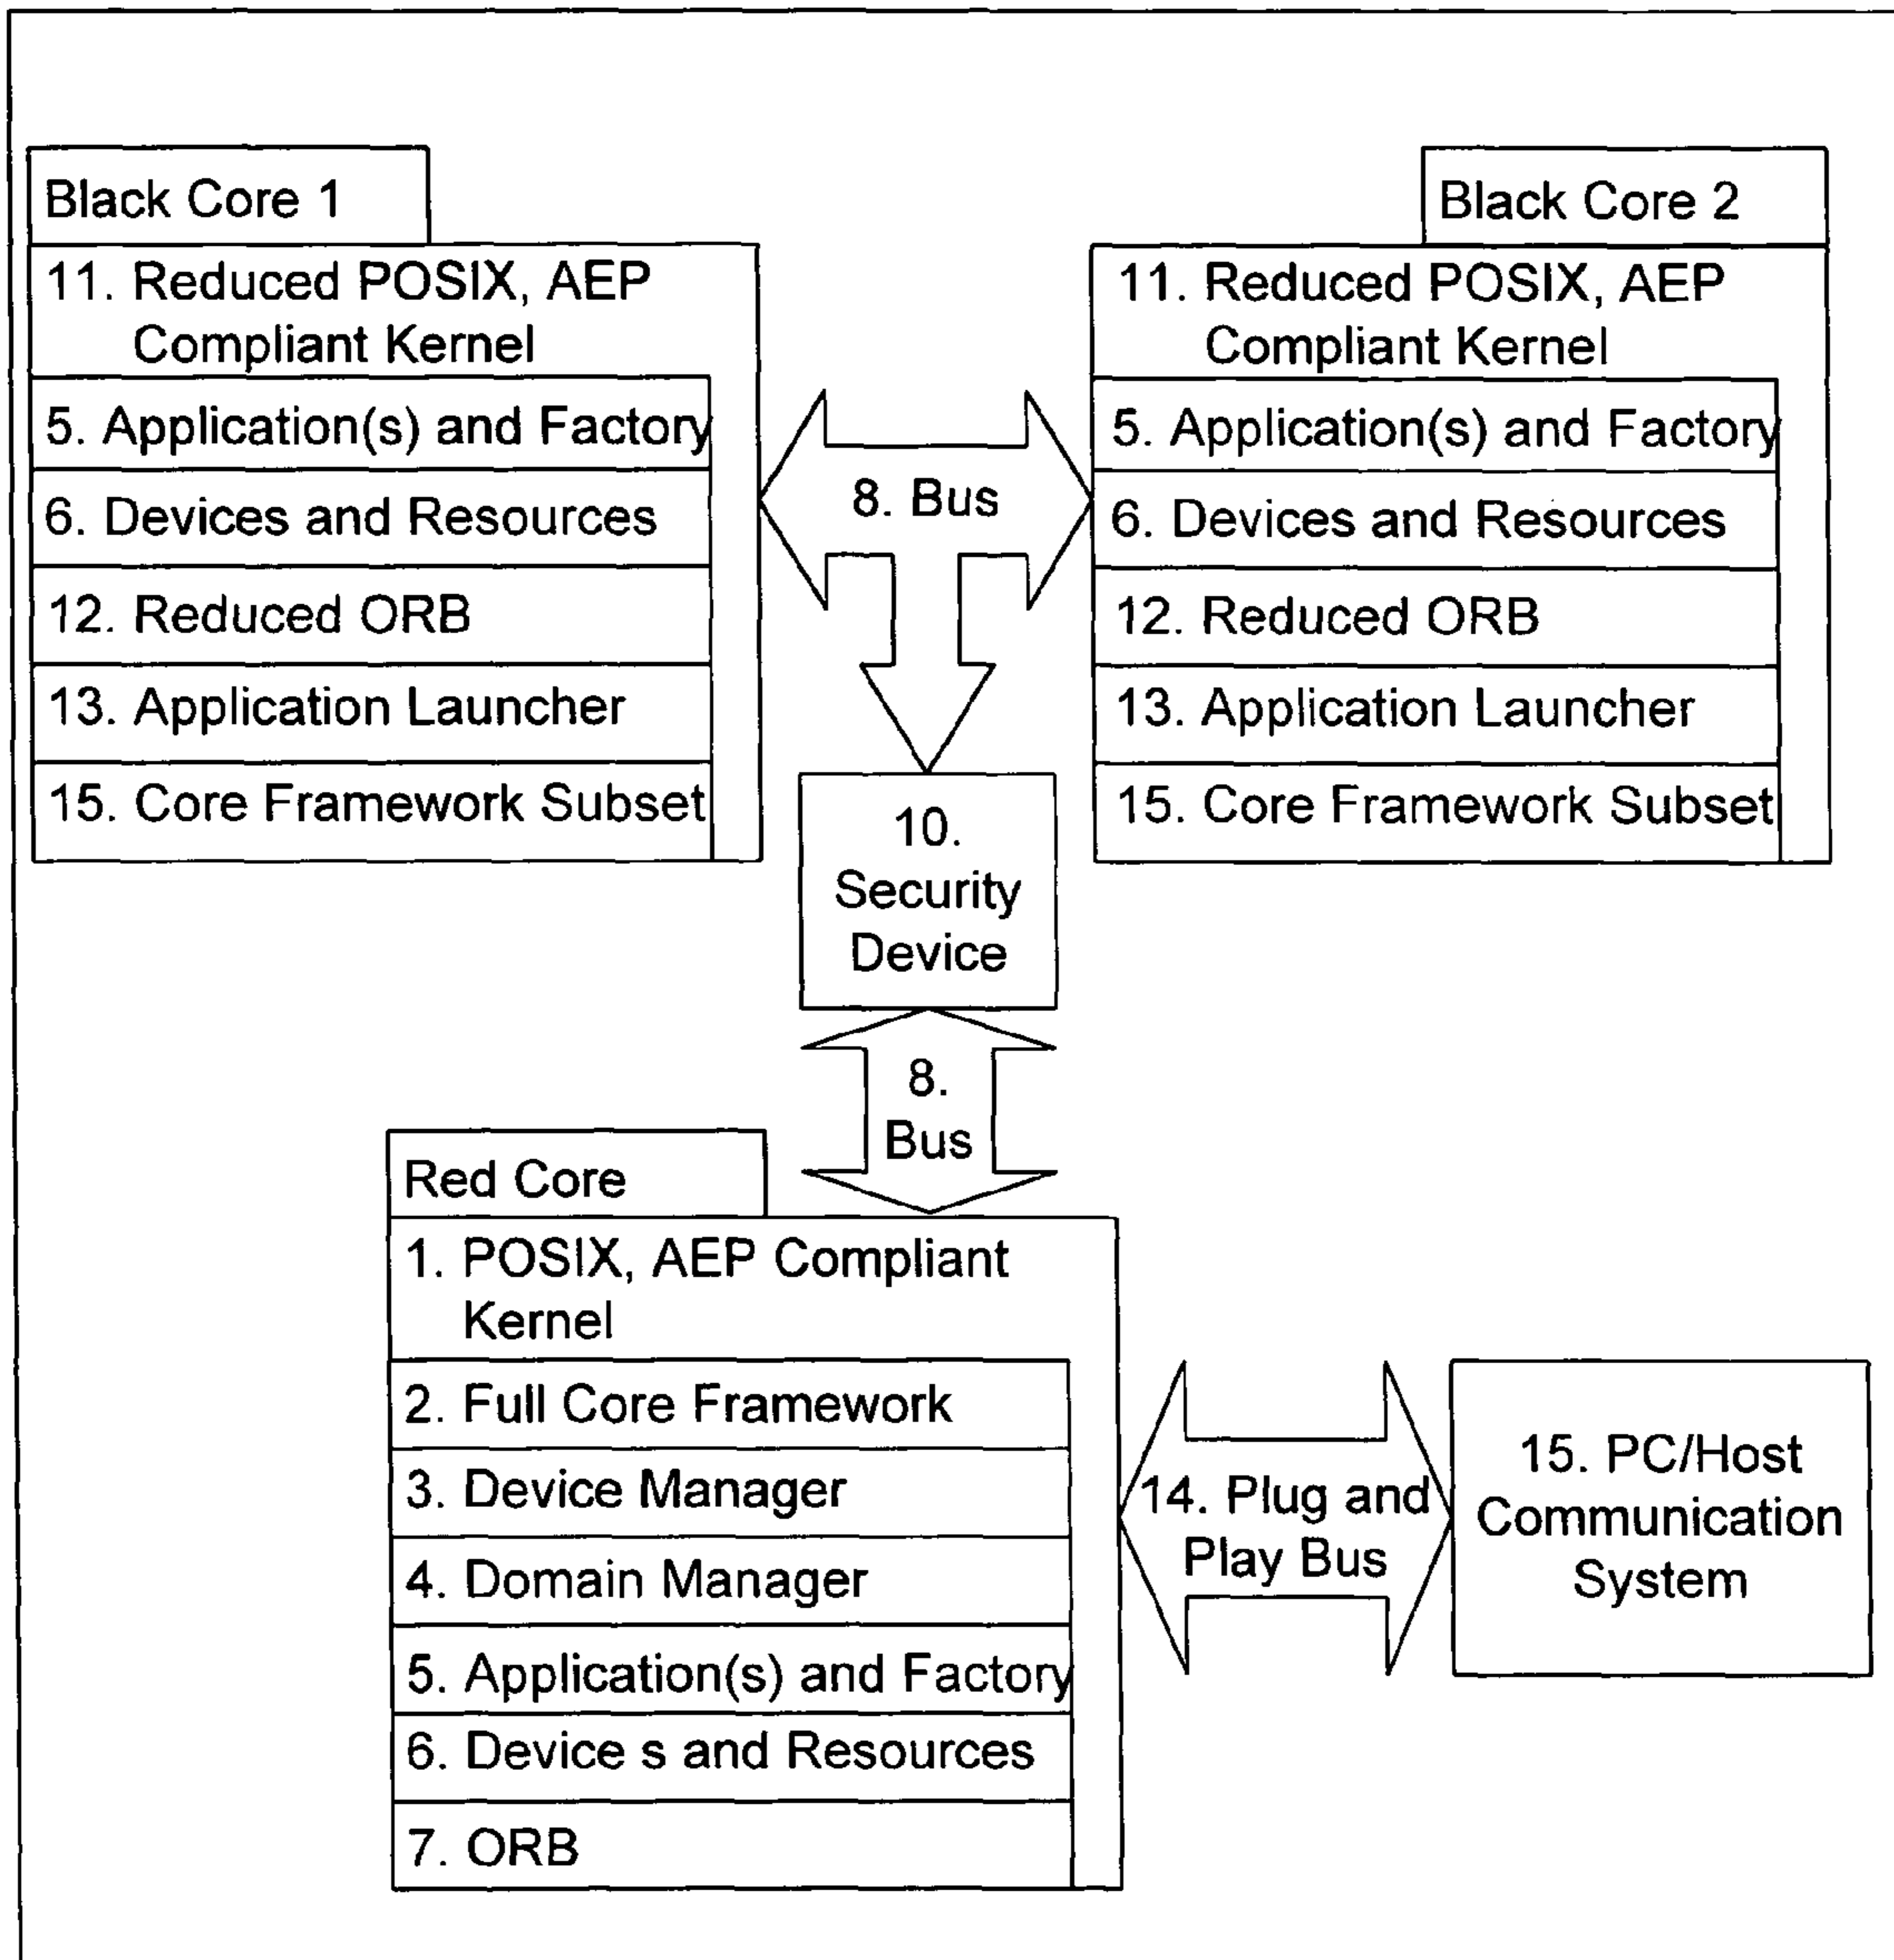 Black Core 1
11. Reduced POSIX, AEP
Compliant Kernel
5. Application(s) and Factory
6. Devices and Resources
12. Reduced ORB
13. Application Launcher
15. Core Framework Subset
8. Bus
Black Core 2
11. Reduced POSIX, AEP
Compliant Kernel
5. Application(s) and Factory
6. Devices and Resources
12. Reduced ORB
13. Application Launcher
15. Core Framework Subset
10.
Security
Device
8.
Bus
Red Core
1. POSIX, AEP Compliant
Kernel
2. Full Core Framework
3. Device Manager
4. Domain Manager
5. Application(s) and Factory
6. Device s and Resources
7. ORB
14. Plug and
Play Bus
15. PC/Host
Communication
System